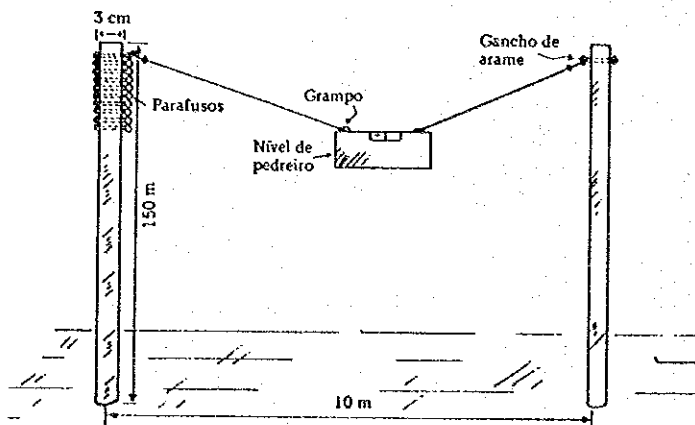 3 cm
Gancho de
arame
Parafusos
Grampo
Nível de
pedreiro
150 m
10 m